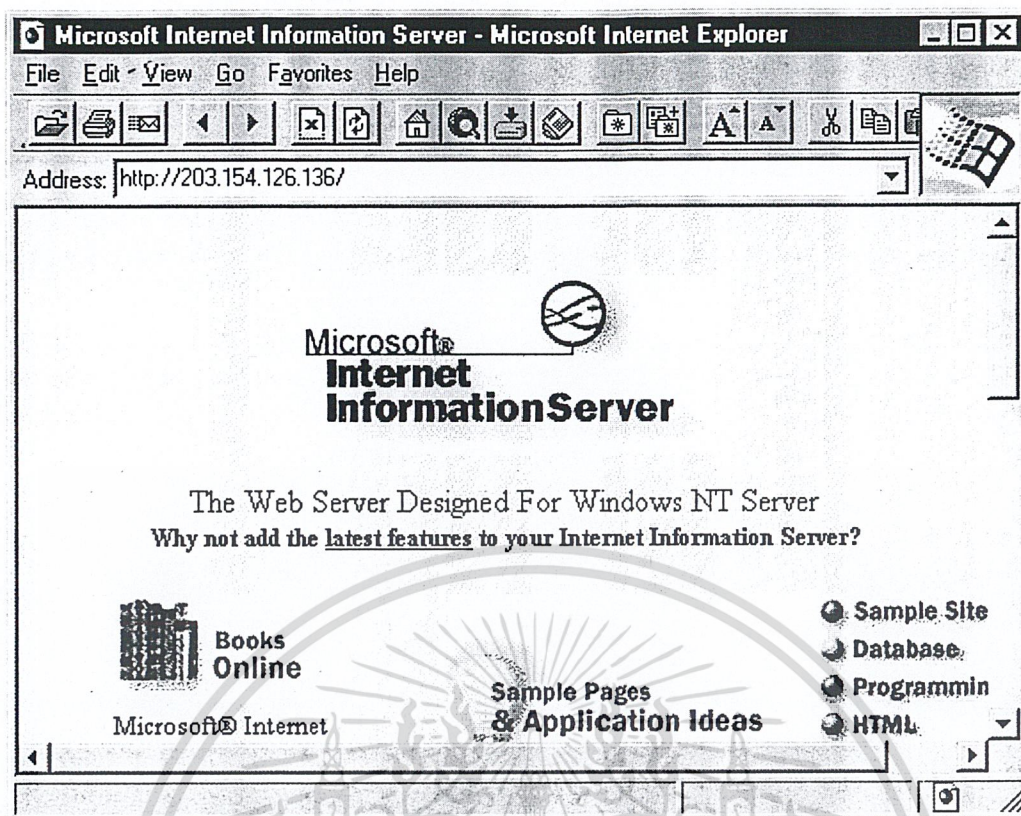 Microsoft Internet Information Server - Microsoft Internet Explorer
File Edit View Go Favorites Help
Address: http://203.154.126.136/
Microsoft®
Internet
InformationServer
The Web Server Designed For Windows NT Server
Why not add the latest features to your Internet Information Server?
Books
Online
Microsoft® Internet
Sample Pages
& Application Ideas
Sample Site
Database
Programmin
HTML